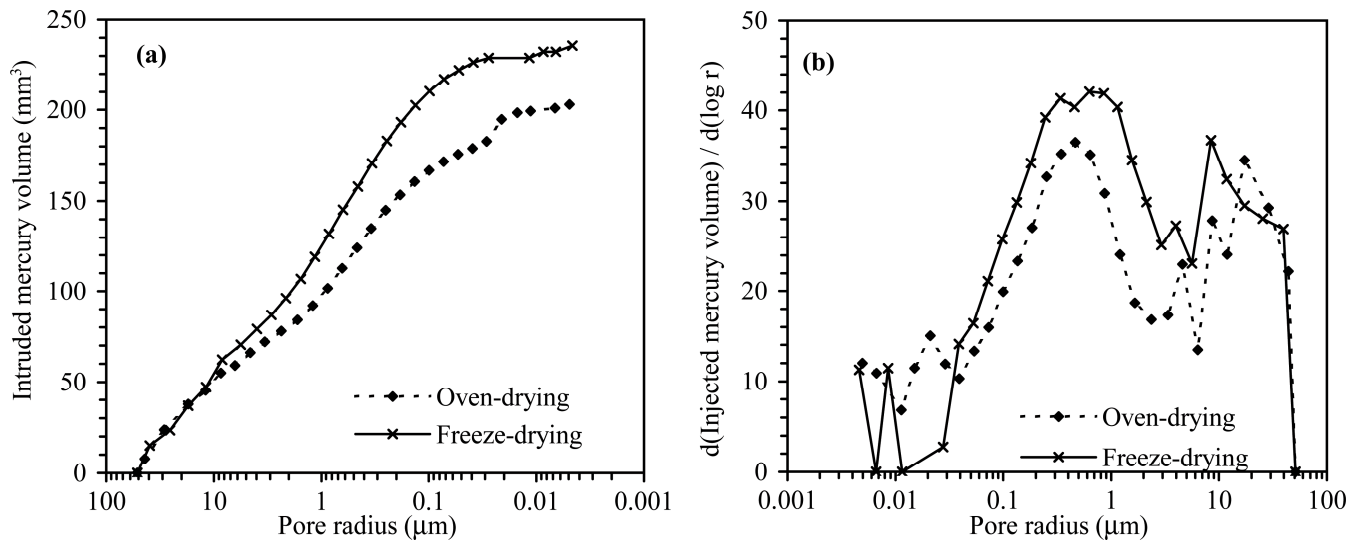 (a)
Intruded mercury volume (mm³)
250
200
150
100
50
0
Oven-drying
Freeze-drying
100
10
1
0.1
0.01
0.001
Pore radius (μm)
(b)
d(Injected mercury volume) / d(log r)
50
40
30
20
10
0
Oven-drying
Freeze-drying
0.001
0.01
0.1
1
10
100
Pore radius (μm)